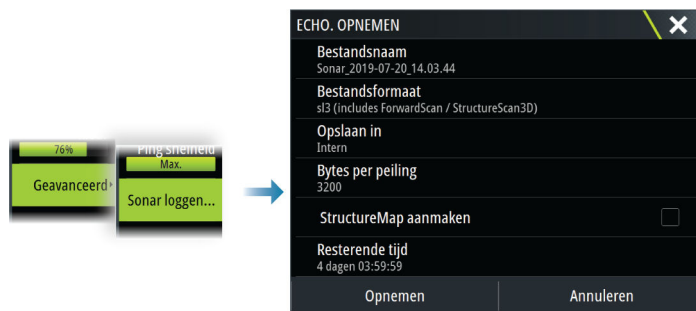 76%
Geavanceerd
Ping snelheid
Max.
Sonar loggen...
ECHO. OPNEMEN
Bestandsnaam
Sonar_2019-07-20_14.03.44
Bestandsformaat
sl3 (includes ForwardScan / StructureScan3D)
Opslaan in
Intern
Bytes per peiling
3200
StructureMap aanmaken
Resterende tijd
4 dagen 03:59:59
Opnemen
Annuleren